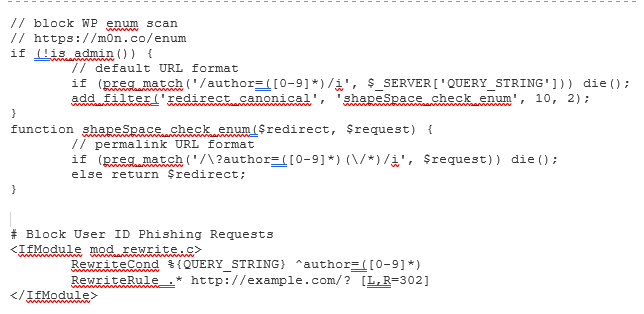 // block WP enum scan
// https://m0n.co/enum
if (!is_admin()) {
// default URL format
if (preg_match('/author=([0-9]*)/i', $_SERVER['QUERY_STRING'])) die();
add_filter('redirect_canonical', 'shapeSpace_check_enum', 10, 2);
}
function shapeSpace_check_enum($redirect, $request) {
// permalink URL format
if (preg_match('/\?author=([0-9]*)(\/*)/i', $request)) die();
else return $redirect;
}
# Block User ID Phishing Requests
<IfModule mod_rewrite.c>
RewriteCond %{QUERY_STRING} ^author=([0-9]*)
RewriteRule .* http://example.com/? [L,R=302]
</IfModule>